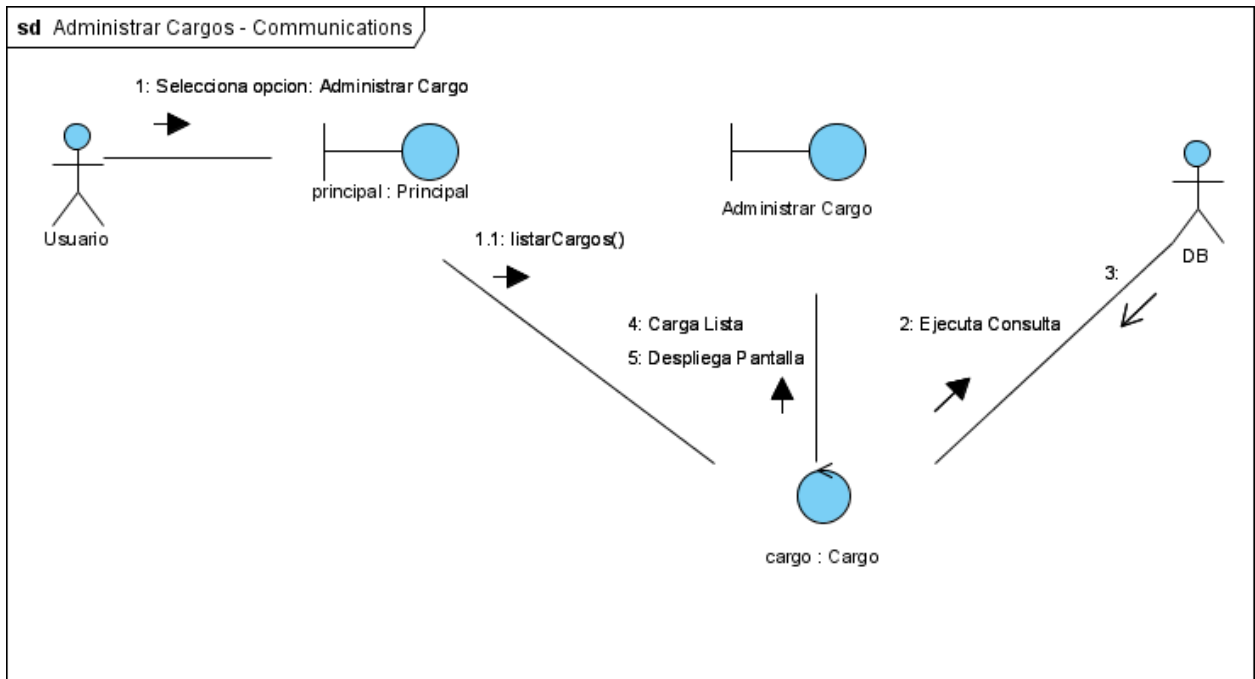 sd Administrar Cargos - Communications
1: Selecciona opcion: Administrar Cargo
principal : Principal
Administrar Cargo
Usuario
DB
1.1: listarCargos()
3:
4: Carga Lista
2: Ejecuta Consulta
5: Despliega Pantalla
cargo : Cargo